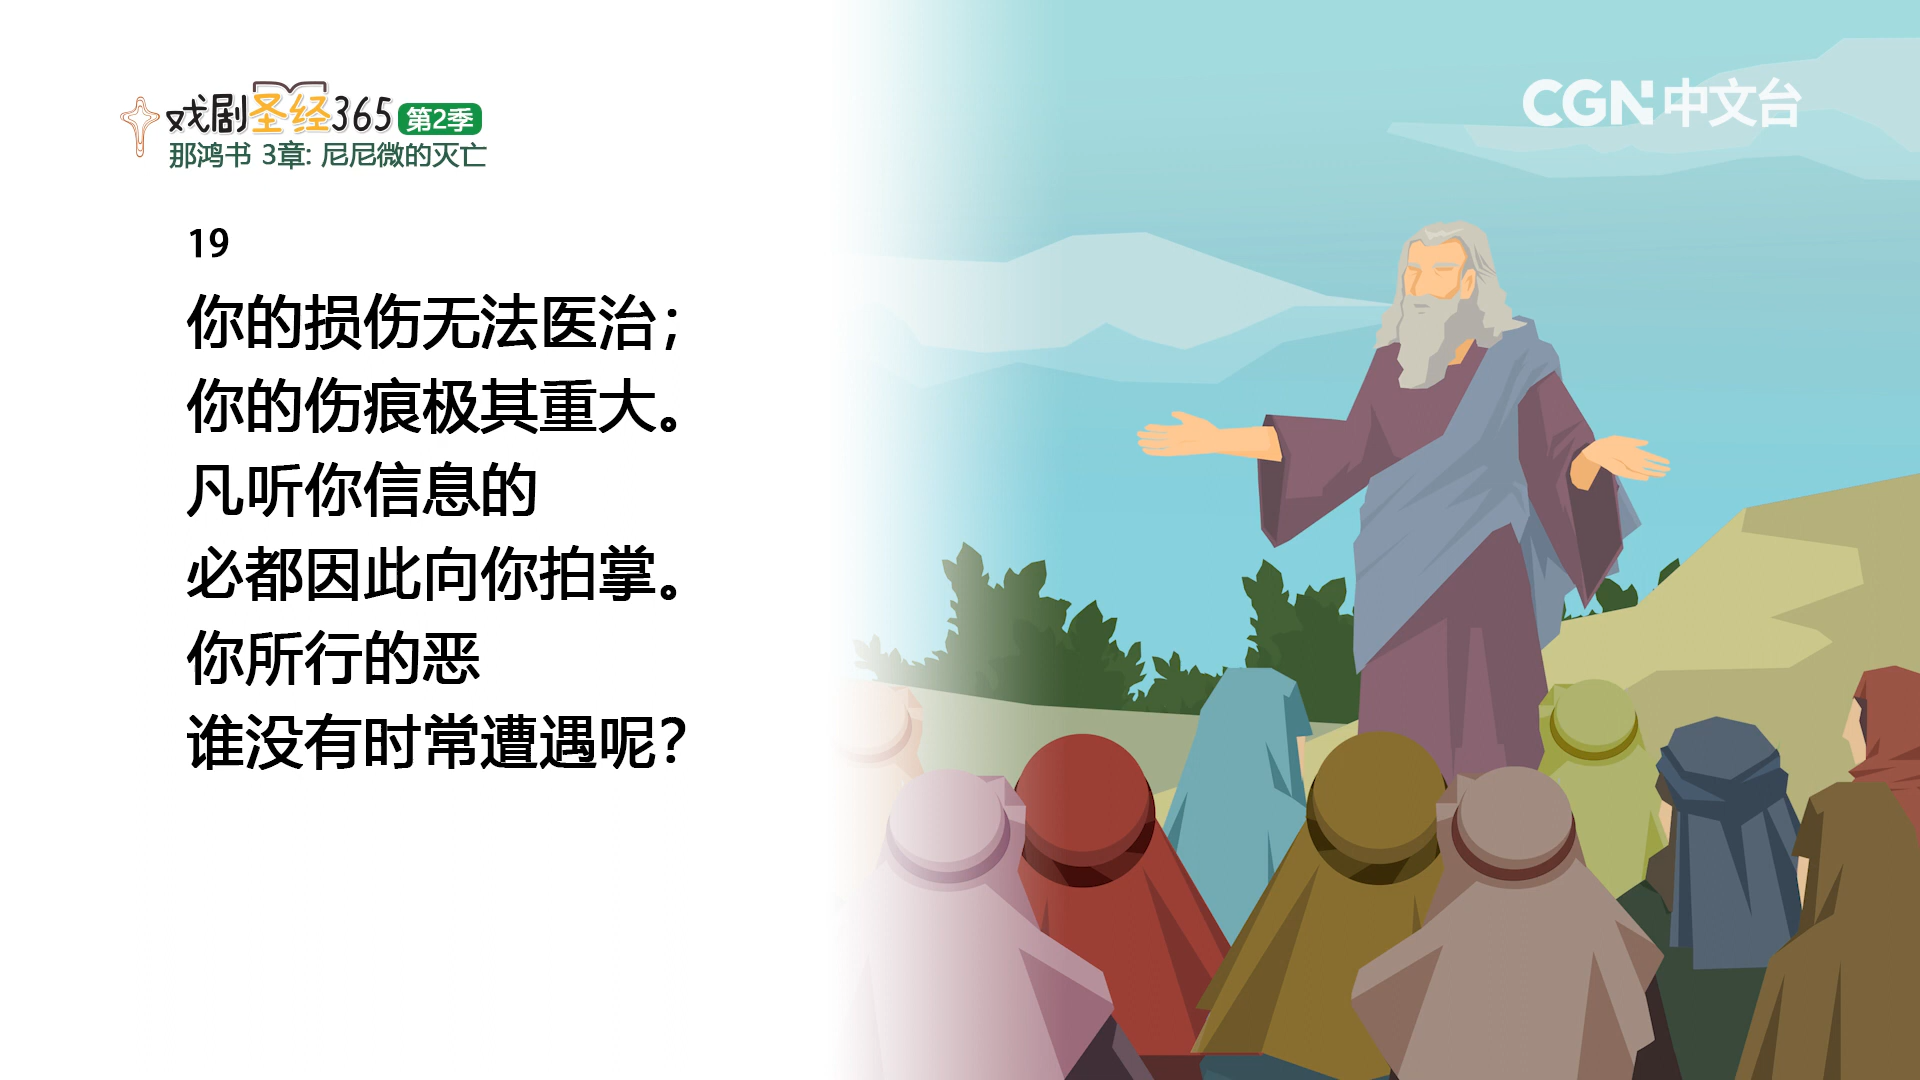 戏剧圣经365 第2季
那鸿书 3章: 尼尼微的灭亡
CGN中文台
19
你的损伤无法医治；
你的伤痕极其重大。
凡听你信息的
必都因此向你拍掌。
你所行的恶
谁没有时常遭遇呢？